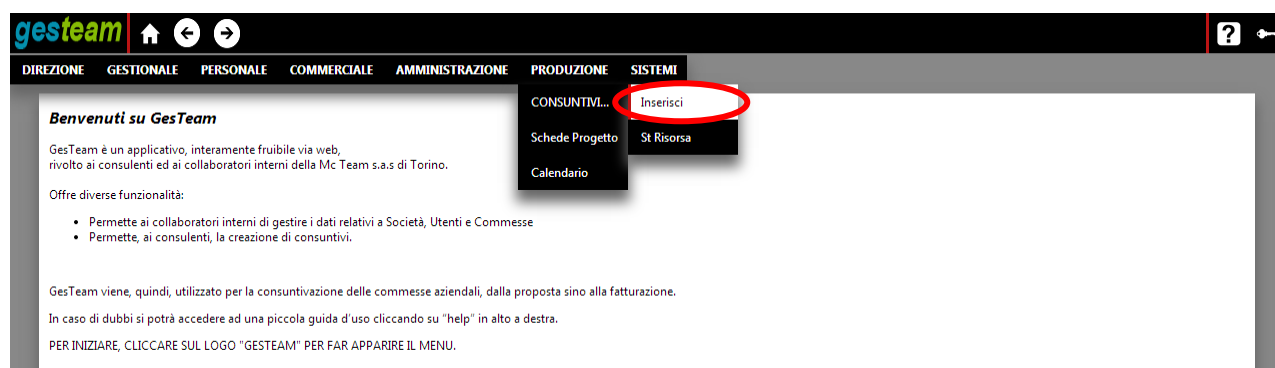 gesteam
?
DIREZIONE GESTIONALE PERSONALE COMMERCIALE AMMINISTRAZIONE PRODUZIONE SISTEMI
CONSUNTIVI... Inserisci
Schede Progetto St Risorsa
Calendario
Benvenuti su GesTeam
GesTeam è un applicativo, interamente fruibile via web,
rivolto ai consulenti ed ai collaboratori interni della Mc Team s.a.s di Torino.
Offre diverse funzionalità:
• Permette ai collaboratori interni di gestire i dati relativi a Società, Utenti e Commesse
• Permette, ai consulenti, la creazione di consuntivi.
GesTeam viene, quindi, utilizzato per la consuntivazione delle commesse aziendali, dalla proposta sino alla fatturazione.
In caso di dubbi si potrà accedere ad una piccola guida d'uso cliccando su "help" in alto a destra.
PER INIZIARE, CLICCARE SUL LOGO "GESTEAM" PER FAR APPARIRE IL MENU.